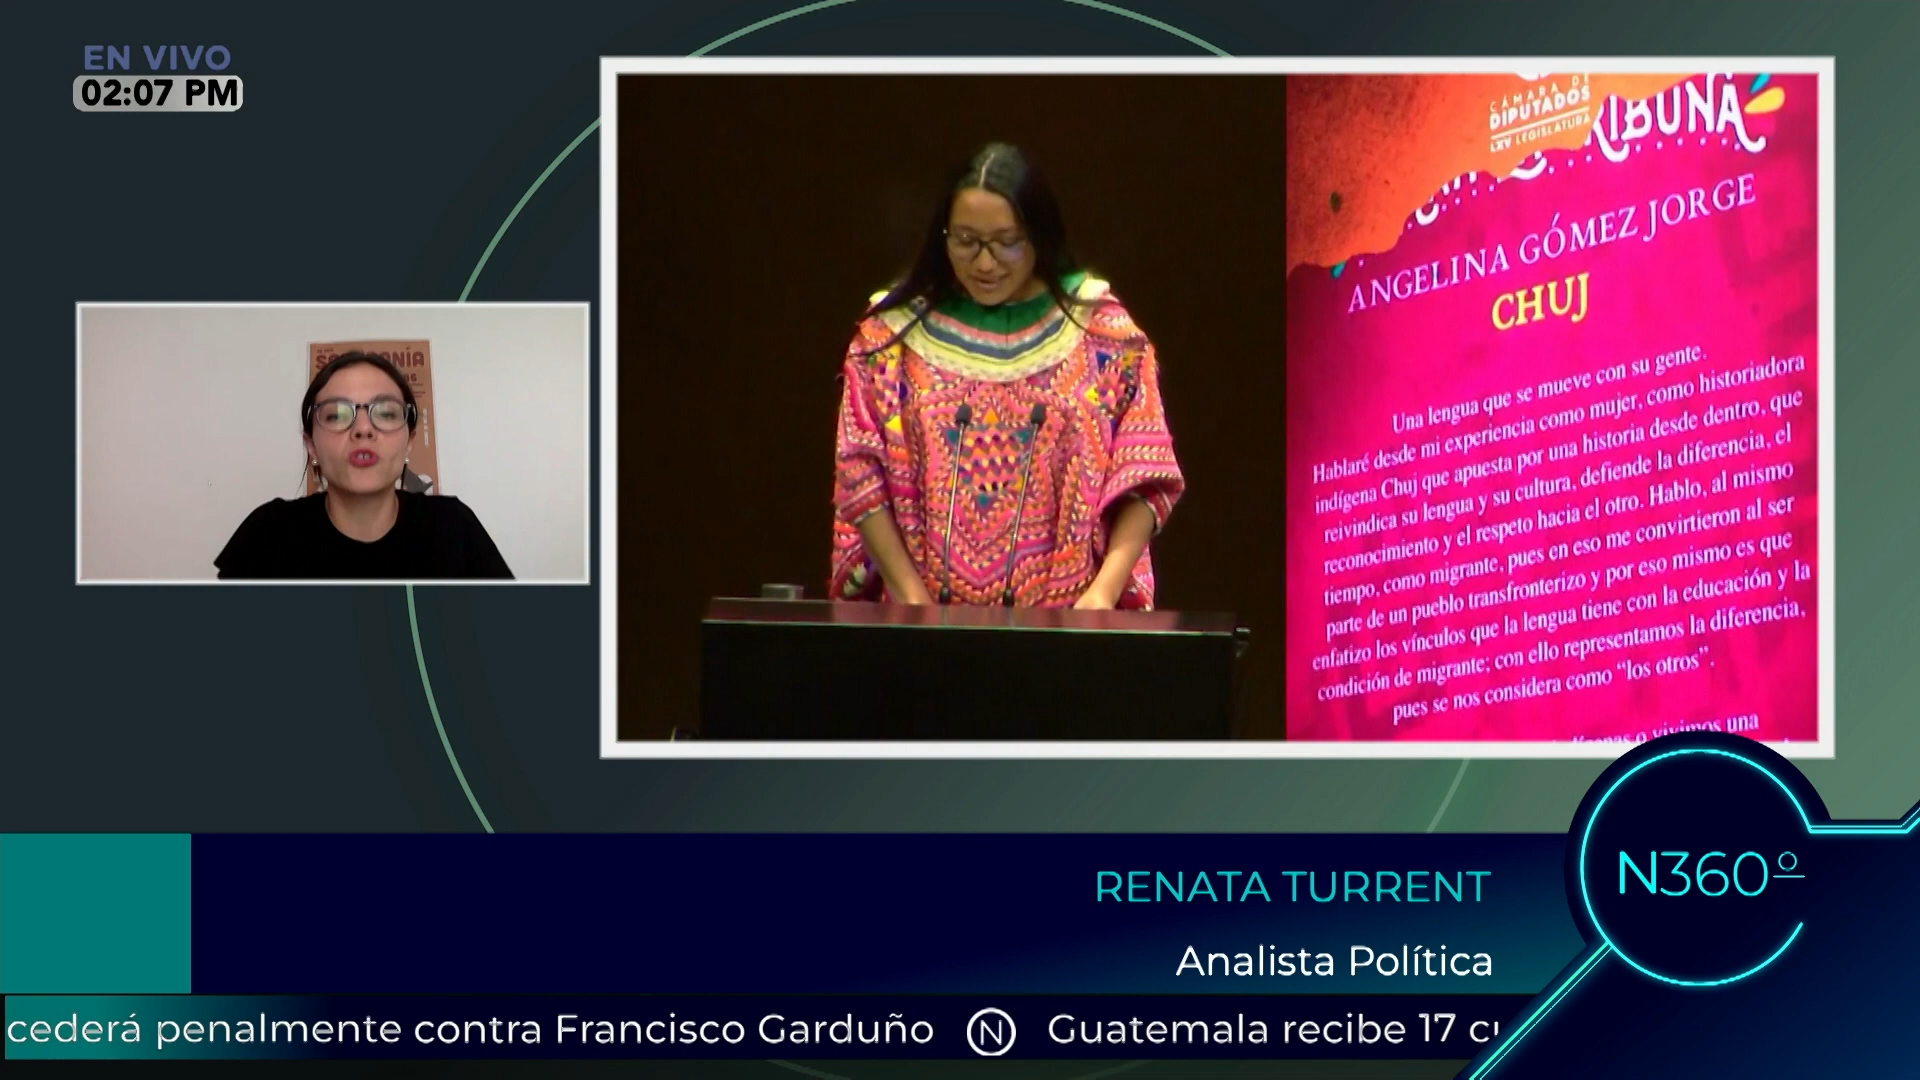 EN VIVO
02:07 PM
CÁMARA DE
DIPUTADOS
LXV LEGISLATURA
ANGELINA GÓMEZ JORGE
CHUJ
Una lengua que se mueve con su gente.
Hablaré desde mi experiencia como mujer, como historiadora
indígena Chuj que apuesta por una historia desde dentro, que
reivindica su lengua y su cultura, defiende la diferencia, el
reconocimiento y el respeto hacia el otro. Hablo, al mismo
tiempo, como migrante, pues en eso me convirtieron al ser
parte de un pueblo transfronterizo y por eso mismo es que
enfatizo los vínculos que la lengua tiene con la educación y la
condición de migrante; con ello representamos la diferencia,
pues se nos considera como “los otros”.
o vivimos una
RENATA TURRENT
Analista Política
N360º
cederá penalmente contra Francisco Garduño N Guatemala recibe 17